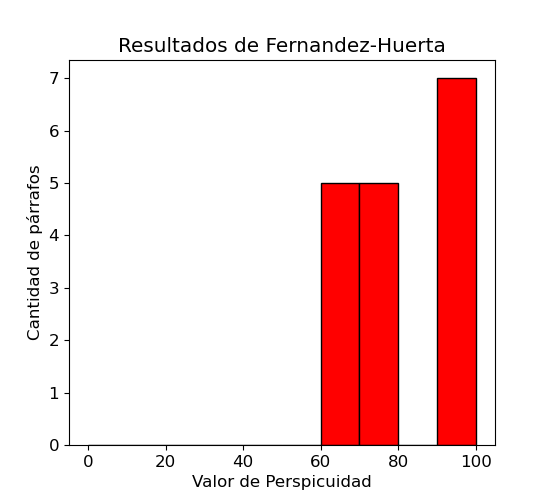 Resultados de Fernandez-Huerta
7
6
5
4
3
2
1
0
Cantidad de párrafos
0 20 40 60 80 100
Valor de Perspicuidad